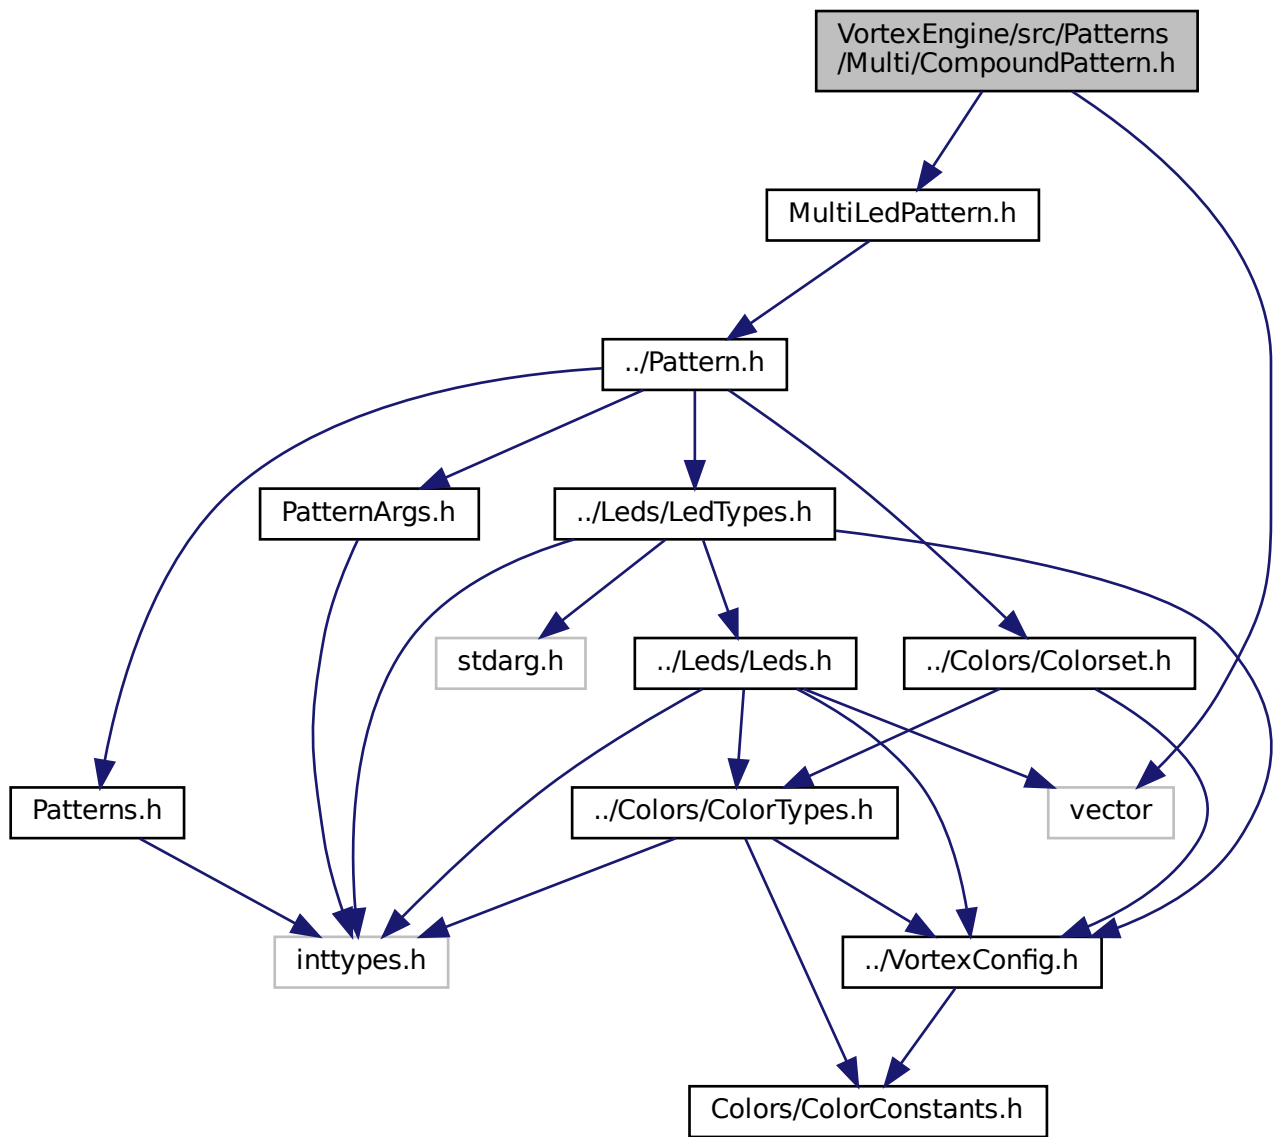 VortexEngine/src/Patterns
/Multi/CompoundPattern.h
MultiLedPattern.h
../Pattern.h
PatternArgs.h
../Leds/LedTypes.h
stdarg.h
../Leds/Leds.h
../Colors/Colorset.h
Patterns.h
../Colors/ColorTypes.h
vector
inttypes.h
../VortexConfig.h
Colors/ColorConstants.h